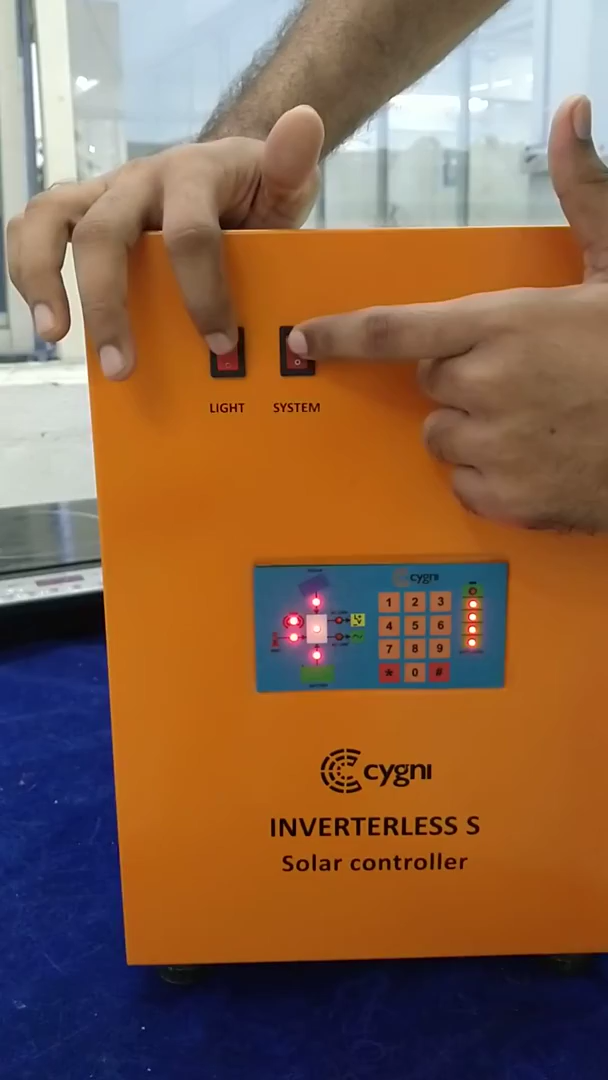 LIGHT SYSTEM
cygni
1 2 3
4 5 6
7 8 9
* 0 #
cygni
INVERTERLESS S
Solar controller